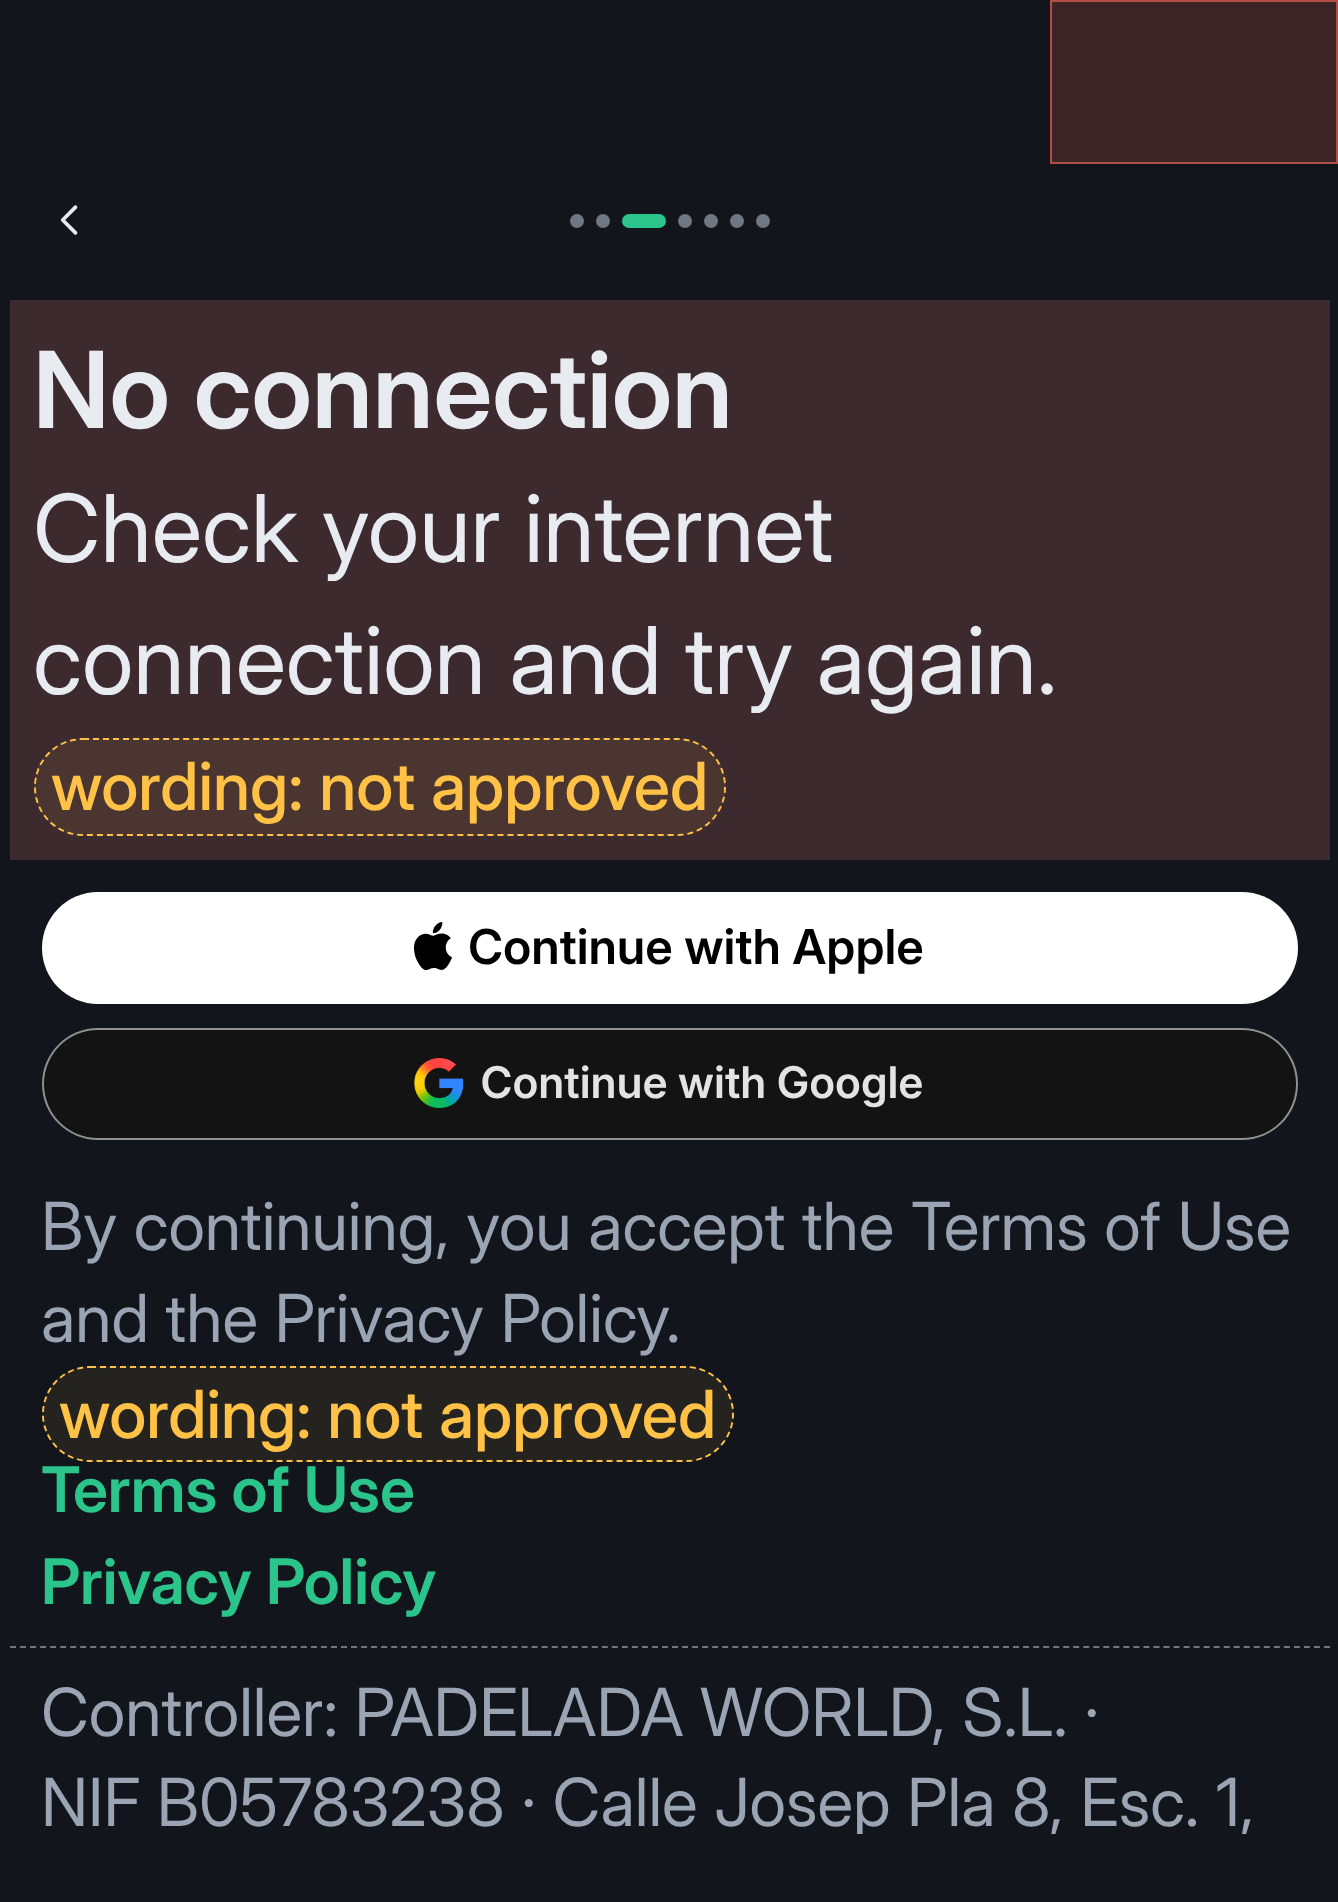 No connection
Check your internet
connection and try again.
wording: not approved
Continue with Apple
Continue with Google
By continuing, you accept the Terms of Use
and the Privacy Policy.
wording: not approved
Terms of Use
Privacy Policy
Controller: PADELADA WORLD, S.L. ·
NIF B05783238 · Calle Josep Pla 8, Esc. 1,